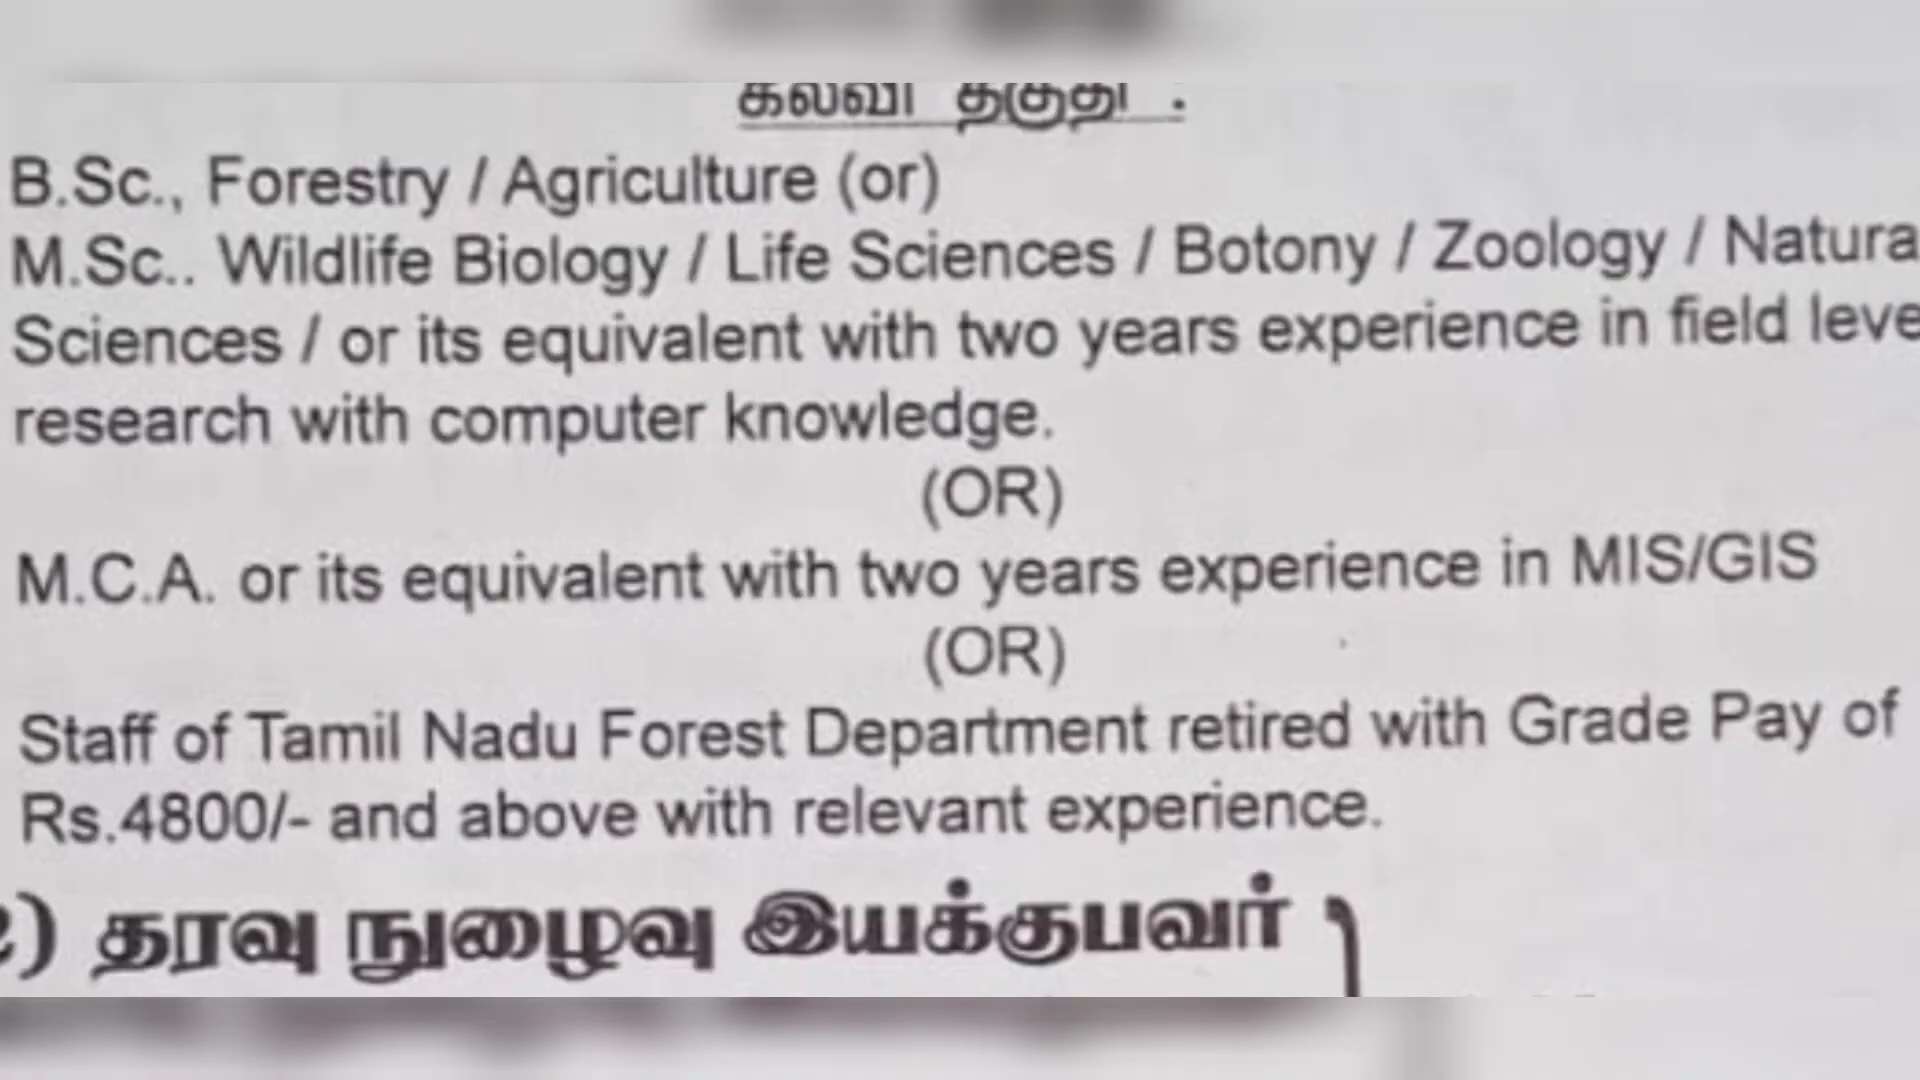 கல்வி தகுதி :
B.Sc., Forestry / Agriculture (or)
M.Sc.. Wildlife Biology / Life Sciences / Botony / Zoology / Natura
Sciences / or its equivalent with two years experience in field leve
research with computer knowledge.
(OR)
M.C.A. or its equivalent with two years experience in MIS/GIS
(OR)
Staff of Tamil Nadu Forest Department retired with Grade Pay of
Rs.4800/- and above with relevant experience.
) தரவு நுழைவு இயக்குபவர்